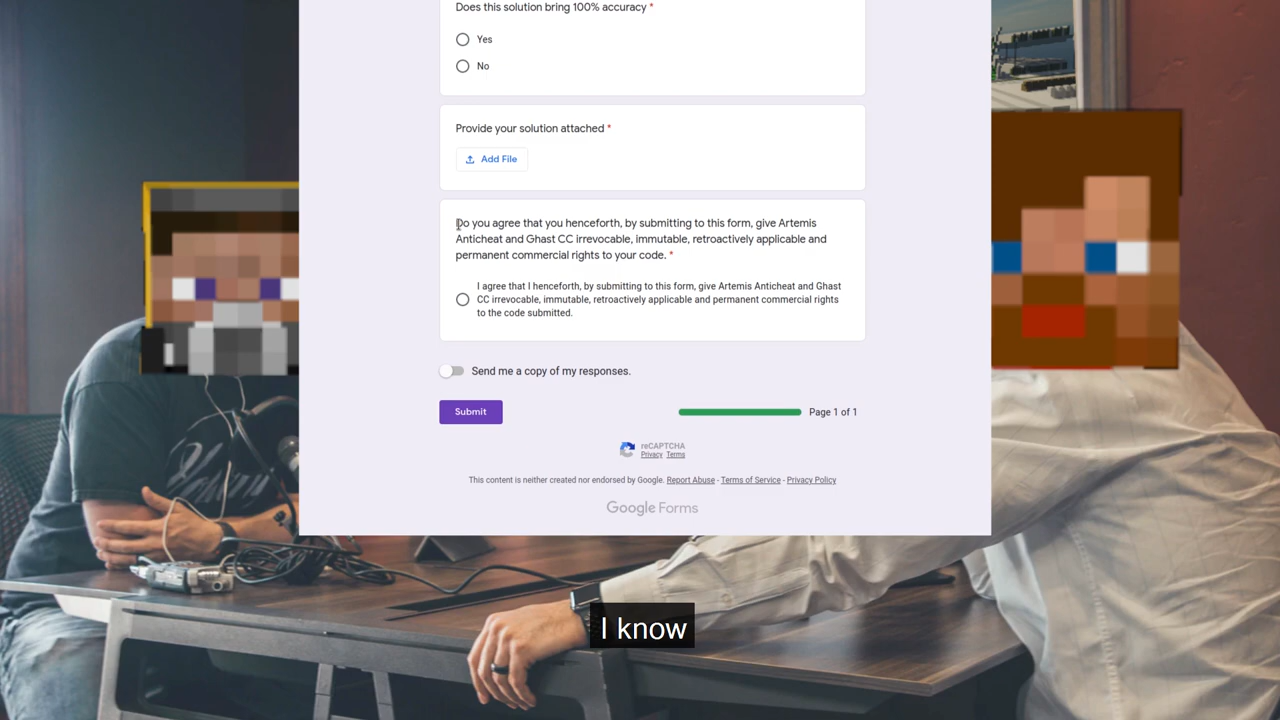 Does this solution bring 100% accuracy *
Yes
No
Provide your solution attached *
Add File
Do you agree that you henceforth, by submitting to this form, give Artemis
Anticheat and Ghast CC irrevocable, immutable, retroactively applicable and
permanent commercial rights to your code. *
I agree that I henceforth, by submitting to this form, give Artemis Anticheat and Ghast
CC irrevocable, immutable, retroactively applicable and permanent commercial rights
to the code submitted.
Send me a copy of my responses.
Submit
Page 1 of 1
reCAPTCHA
Privacy Terms
This content is neither created nor endorsed by Google. Report Abuse - Terms of Service - Privacy Policy
Google Forms
I know